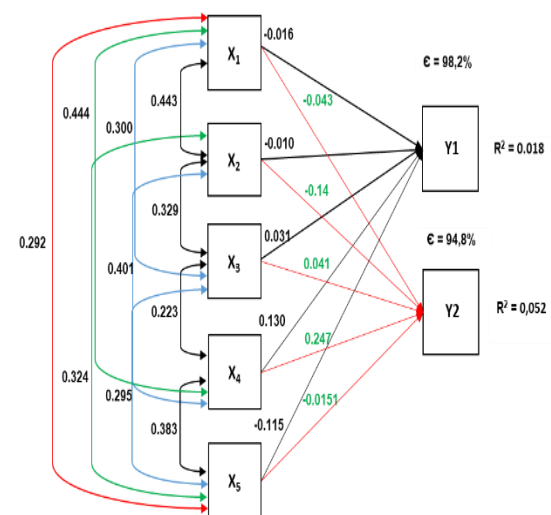 -0.016
X1
Є = 98,2%
0.443
-0.043
0.444
0.300
-0.010
Y1
R² = 0.018
X2
-0.14
0.329
0.031
Є = 94,8%
0.292
X3
0.041
0.401
0.223
0.130
Y2
R² = 0,052
0.247
X4
0.324
0.295
-0.0151
0.383
-0.115
X5